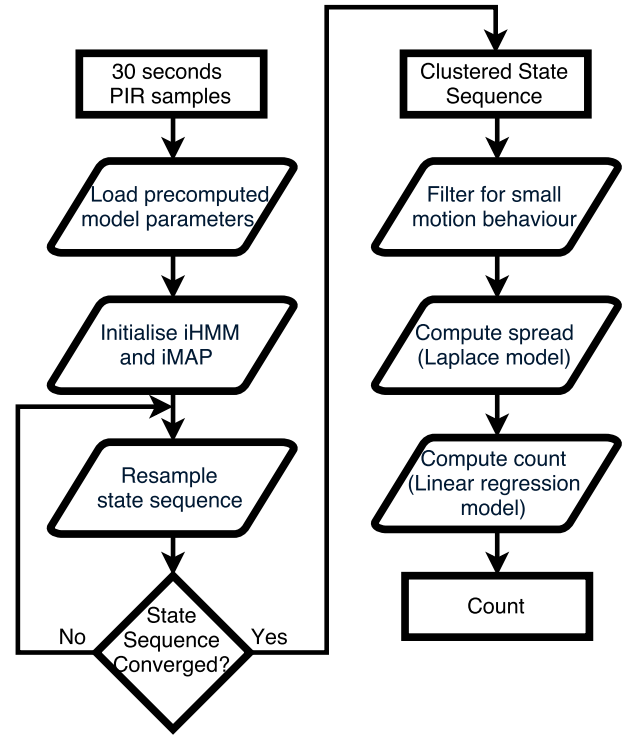 30 seconds
PIR samples
Load precomputed
model parameters
Initialise iHMM
and iMAP
Resample
state sequence
State
Sequence
Converged?
No
Yes
Clustered State
Sequence
Filter for small
motion behaviour
Compute spread
(Laplace model)
Compute count
(Linear regression
model)
Count